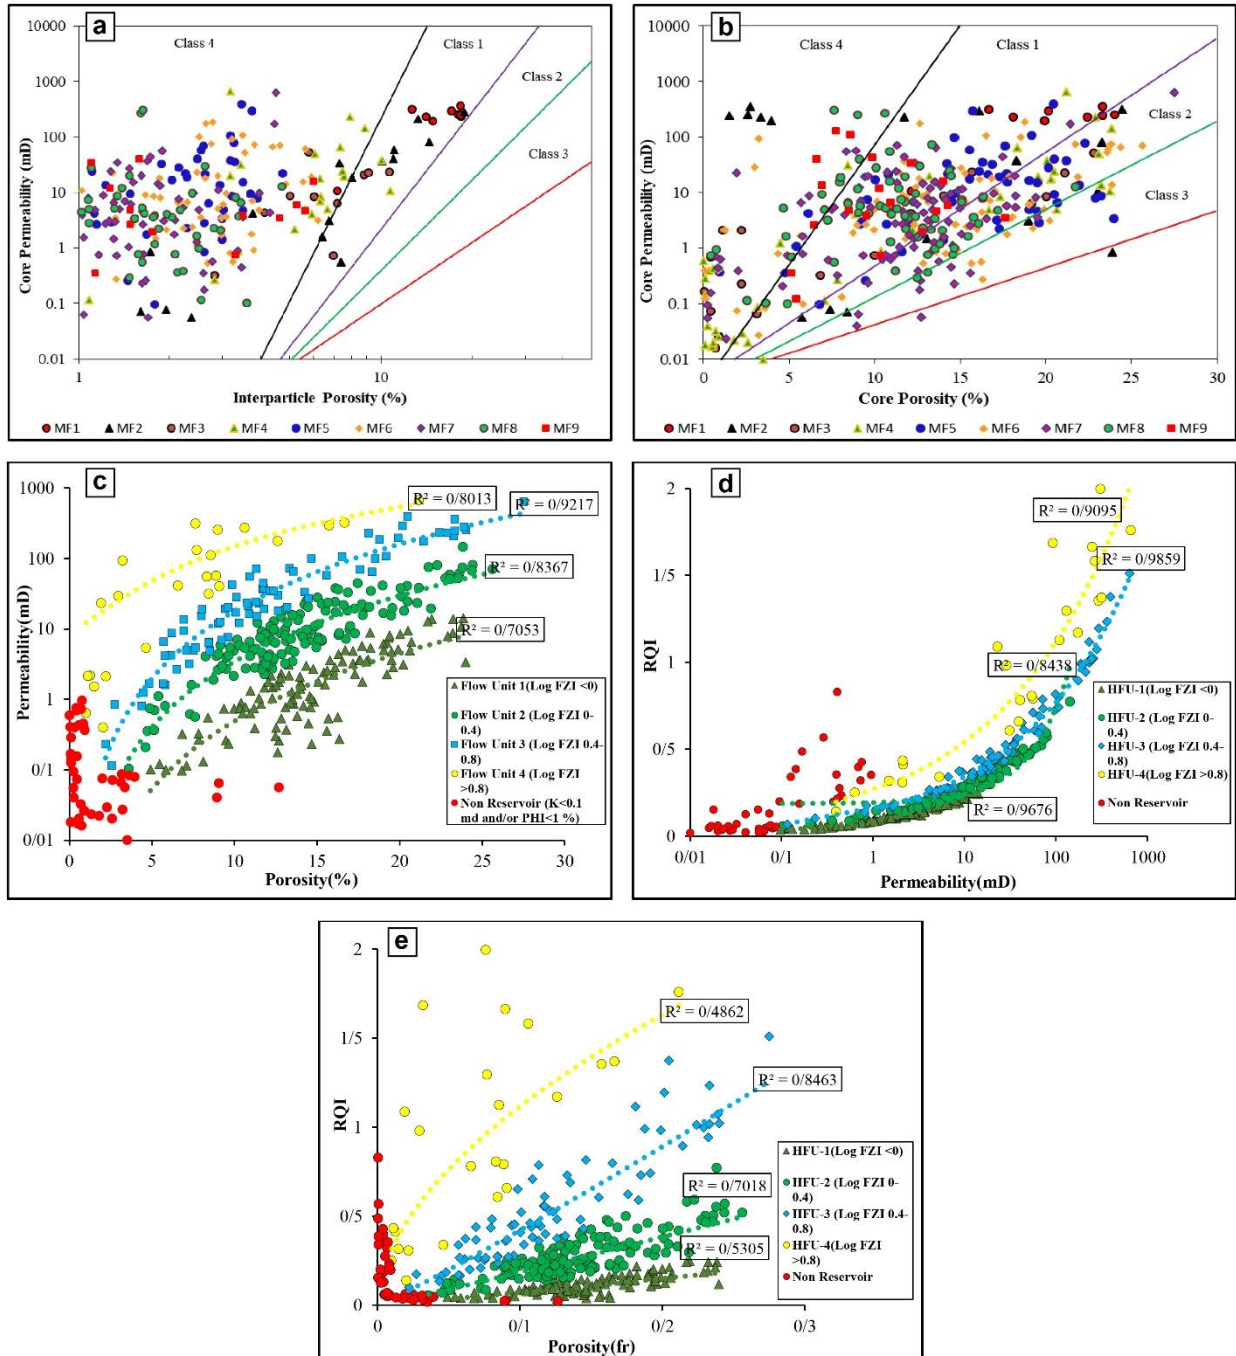 a
Class 4
Class 1
Class 2
Class 3
10000
1000
100
10
1
0.1
0.01
Core Permeability (mD)
1
10
Interparticle Porosity (%)
MF1 MF2 MF3 MF4 MF5 MF6 MF7 MF8 MF9
b
Class 4
Class 1
Class 2
Class 3
10000
1000
100
10
1
0.1
0.01
Core Permeability (mD)
0 5 10 15 20 25 30
Core Porosity (%)
MF1 MF2 MF3 MF4 MF5 MF6 MF7 MF8 MF9
c
R² = 0/8013
R² = 0/9217
R² = 0/8367
R² = 0/7053
1000
100
10
1
0/1
0/01
Permeability(mD)
Flow Unit 1(Log FZI <0)
Flow Unit 2 (Log FZI 0-
0.4)
Flow Unit 3 (Log FZI 0.4-
0.8)
Flow Unit 4 (Log FZI
>0.8)
Non Reservoir (K<0.1
md and/or PHI<1 %)
0 5 10 15 20 25 30
Porosity(%)
d
R² = 0/9095
R² = 0/9859
R² = 0/8438
R² = 0/9676
2
1/5
1
0/5
0
RQI
HFU-1(Log FZI <0)
HFU-2 (Log FZI 0-
0.4)
HFU-3 (Log FZI 0.4-
0.8)
HFU-4(Log FZI >0.8)
Non Reservoir
0/01 0/1 1 10 100 1000
Permeability(mD)
e
R² = 0/4862
R² = 0/8463
R² = 0/7018
R² = 0/5305
2
1/5
1
0/5
0
RQI
HFU-1(Log FZI <0)
HFU-2 (Log FZI 0-
0.4)
HFU-3 (Log FZI 0.4-
0.8)
HFU-4(Log FZI
>0.8)
Non Reservoir
0 0/1 0/2 0/3
Porosity(fr)